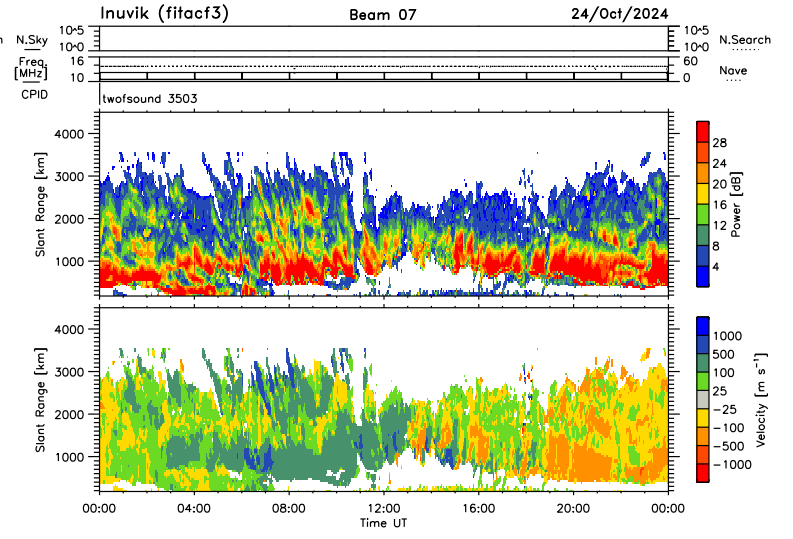 Inuvik (fitacf3) Beam 07 24/Oct/2024
N.Sky 10^5 10^0 10^5 10^0 N.Search
Freq. [MHz] 16 10 60 0 Nave
CPID twofsound 3503
Slant Range [km] 4000 3000 2000 1000
28 24 20 16 12 8 4 Power [dB]
Slant Range [km] 4000 3000 2000 1000
1000 500 100 25 -25 -100 -500 -1000 Velocity [m s^-1]
00:00 04:00 08:00 12:00 16:00 20:00 00:00
Time UT